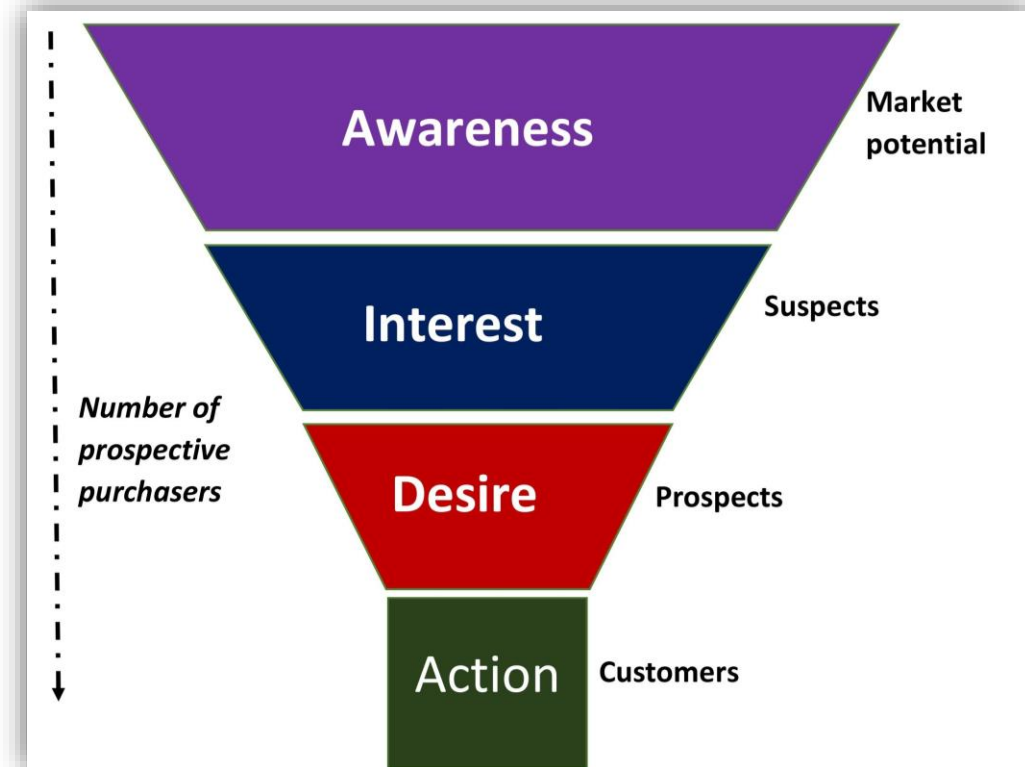 Awareness
Market
potential
Interest
Suspects
Number of
prospective
purchasers
Desire
Prospects
Action
Customers